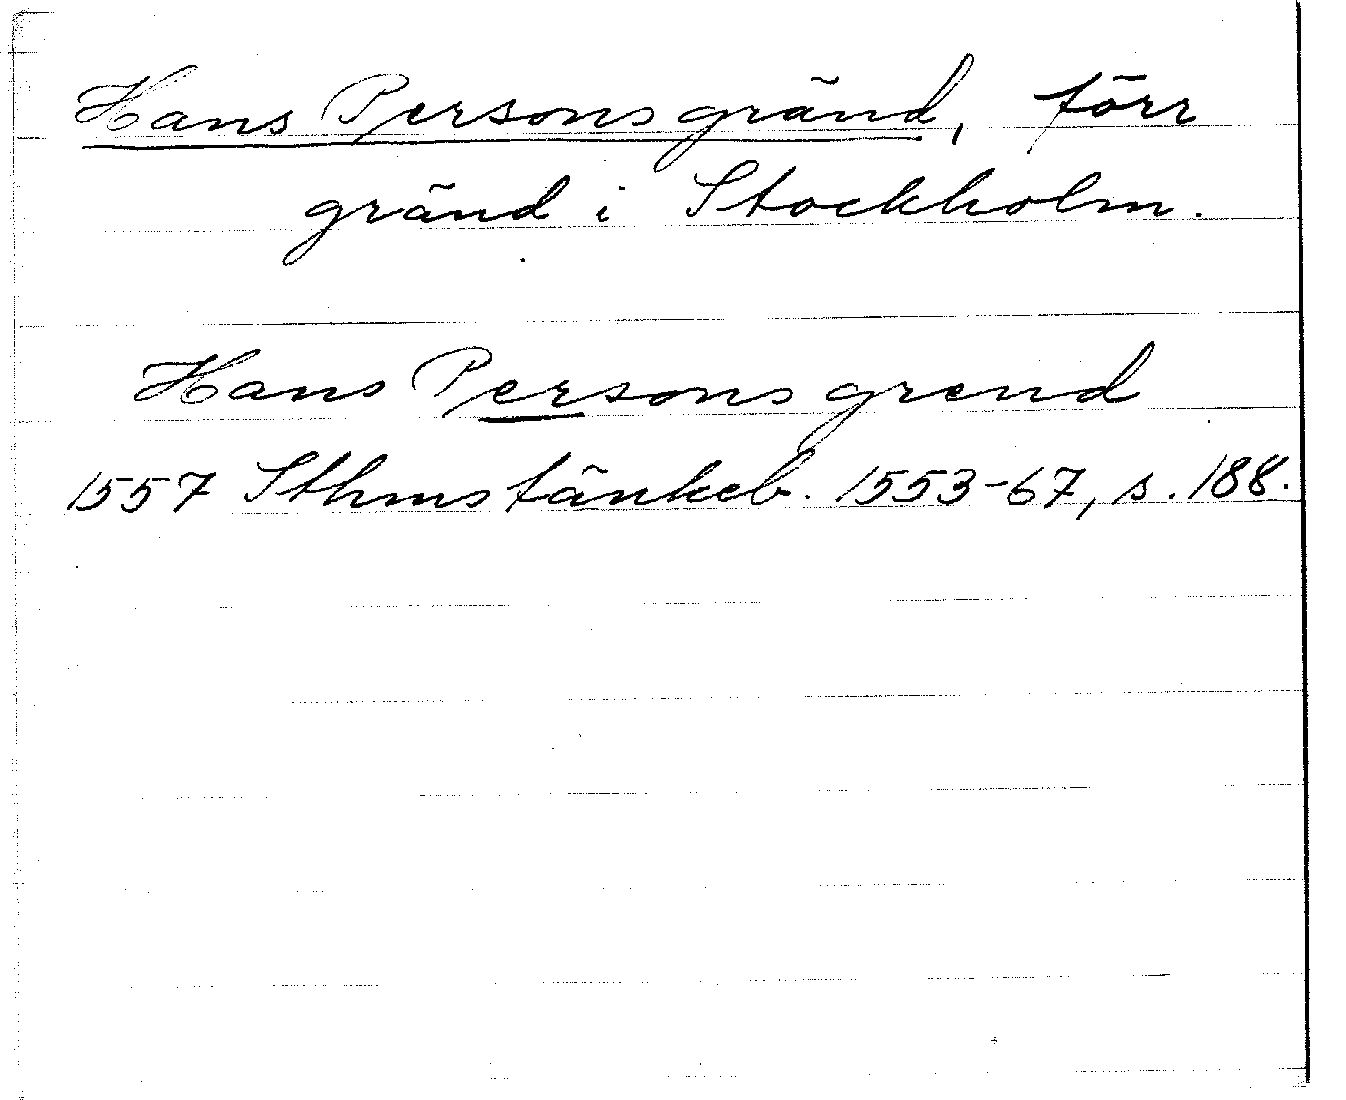 Hans Persons gränd, förr
gränd i Stockholm.
Hans Persons grend
1557 Sthms tänkeb. 1553-67, s. 188.